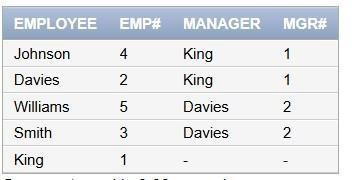 EMPLOYEE EMP# MANAGER MGR#
Johnson 4 King 1
Davies 2 King 1
Williams 5 Davies 2
Smith 3 Davies 2
King 1 - -